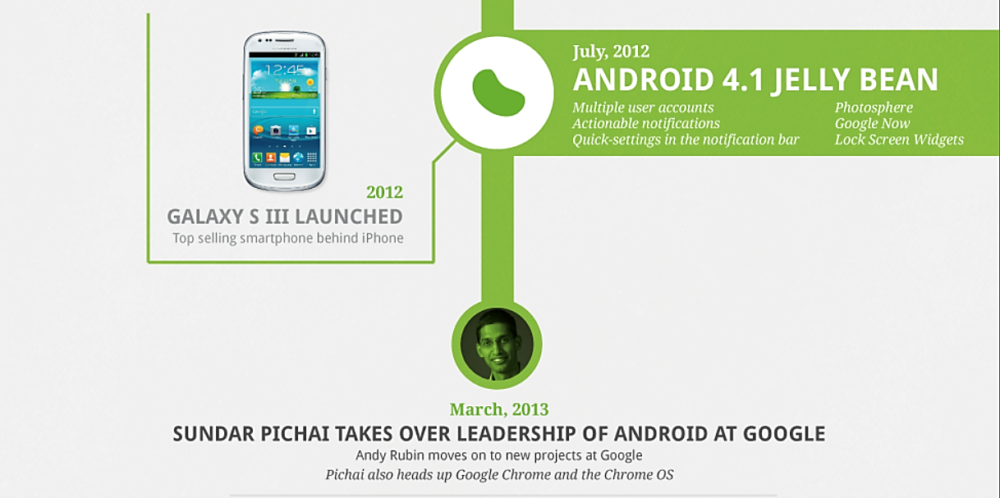 July, 2012
ANDROID 4.1 JELLY BEAN
Multiple user accounts
Actionable notifications
Quick-settings in the notification bar
Photosphere
Google Now
Lock Screen Widgets
12:45
2012
GALAXY S III LAUNCHED
Top selling smartphone behind iPhone
March, 2013
SUNDAR PICHAI TAKES OVER LEADERSHIP OF ANDROID AT GOOGLE
Andy Rubin moves on to new projects at Google
Pichai also heads up Google Chrome and the Chrome OS